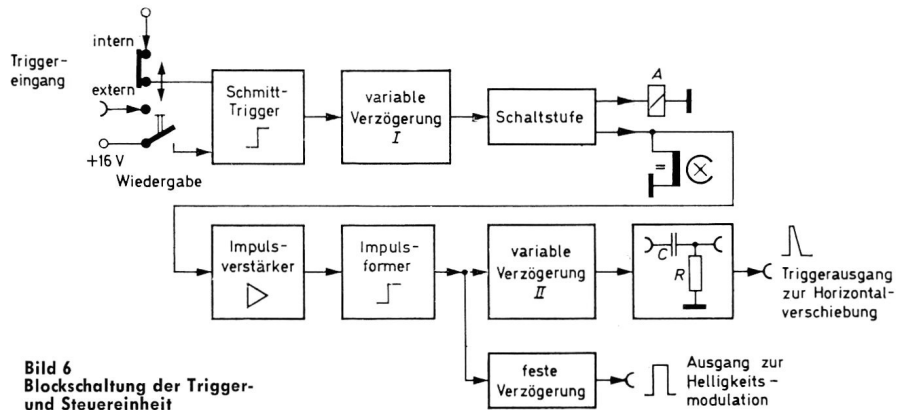 intern
Trigger-
eingang
extern
+16 V
Wiedergabe
Schmitt-
Trigger
variable
Verzögerung
I
Schaltstufe
A
=
Impuls-
verstärker
Impuls-
former
variable
Verzögerung
II
C
R
Triggerausgang
zur Horizontal-
verschiebung
feste
Verzögerung
Ausgang zur
Helligkeits-
modulation
Bild 6
Blockschaltung der Trigger-
und Steuereinheit